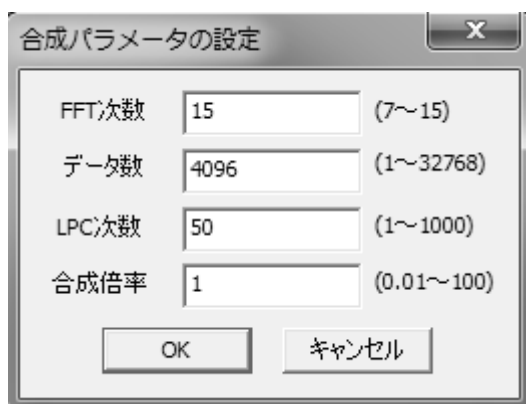 合成パラメータの設定
x
FFT次数 15 (7～15)
データ数 4096 (1～32768)
LPC次数 50 (1～1000)
合成倍率 1 (0.01～100)
OK キャンセル